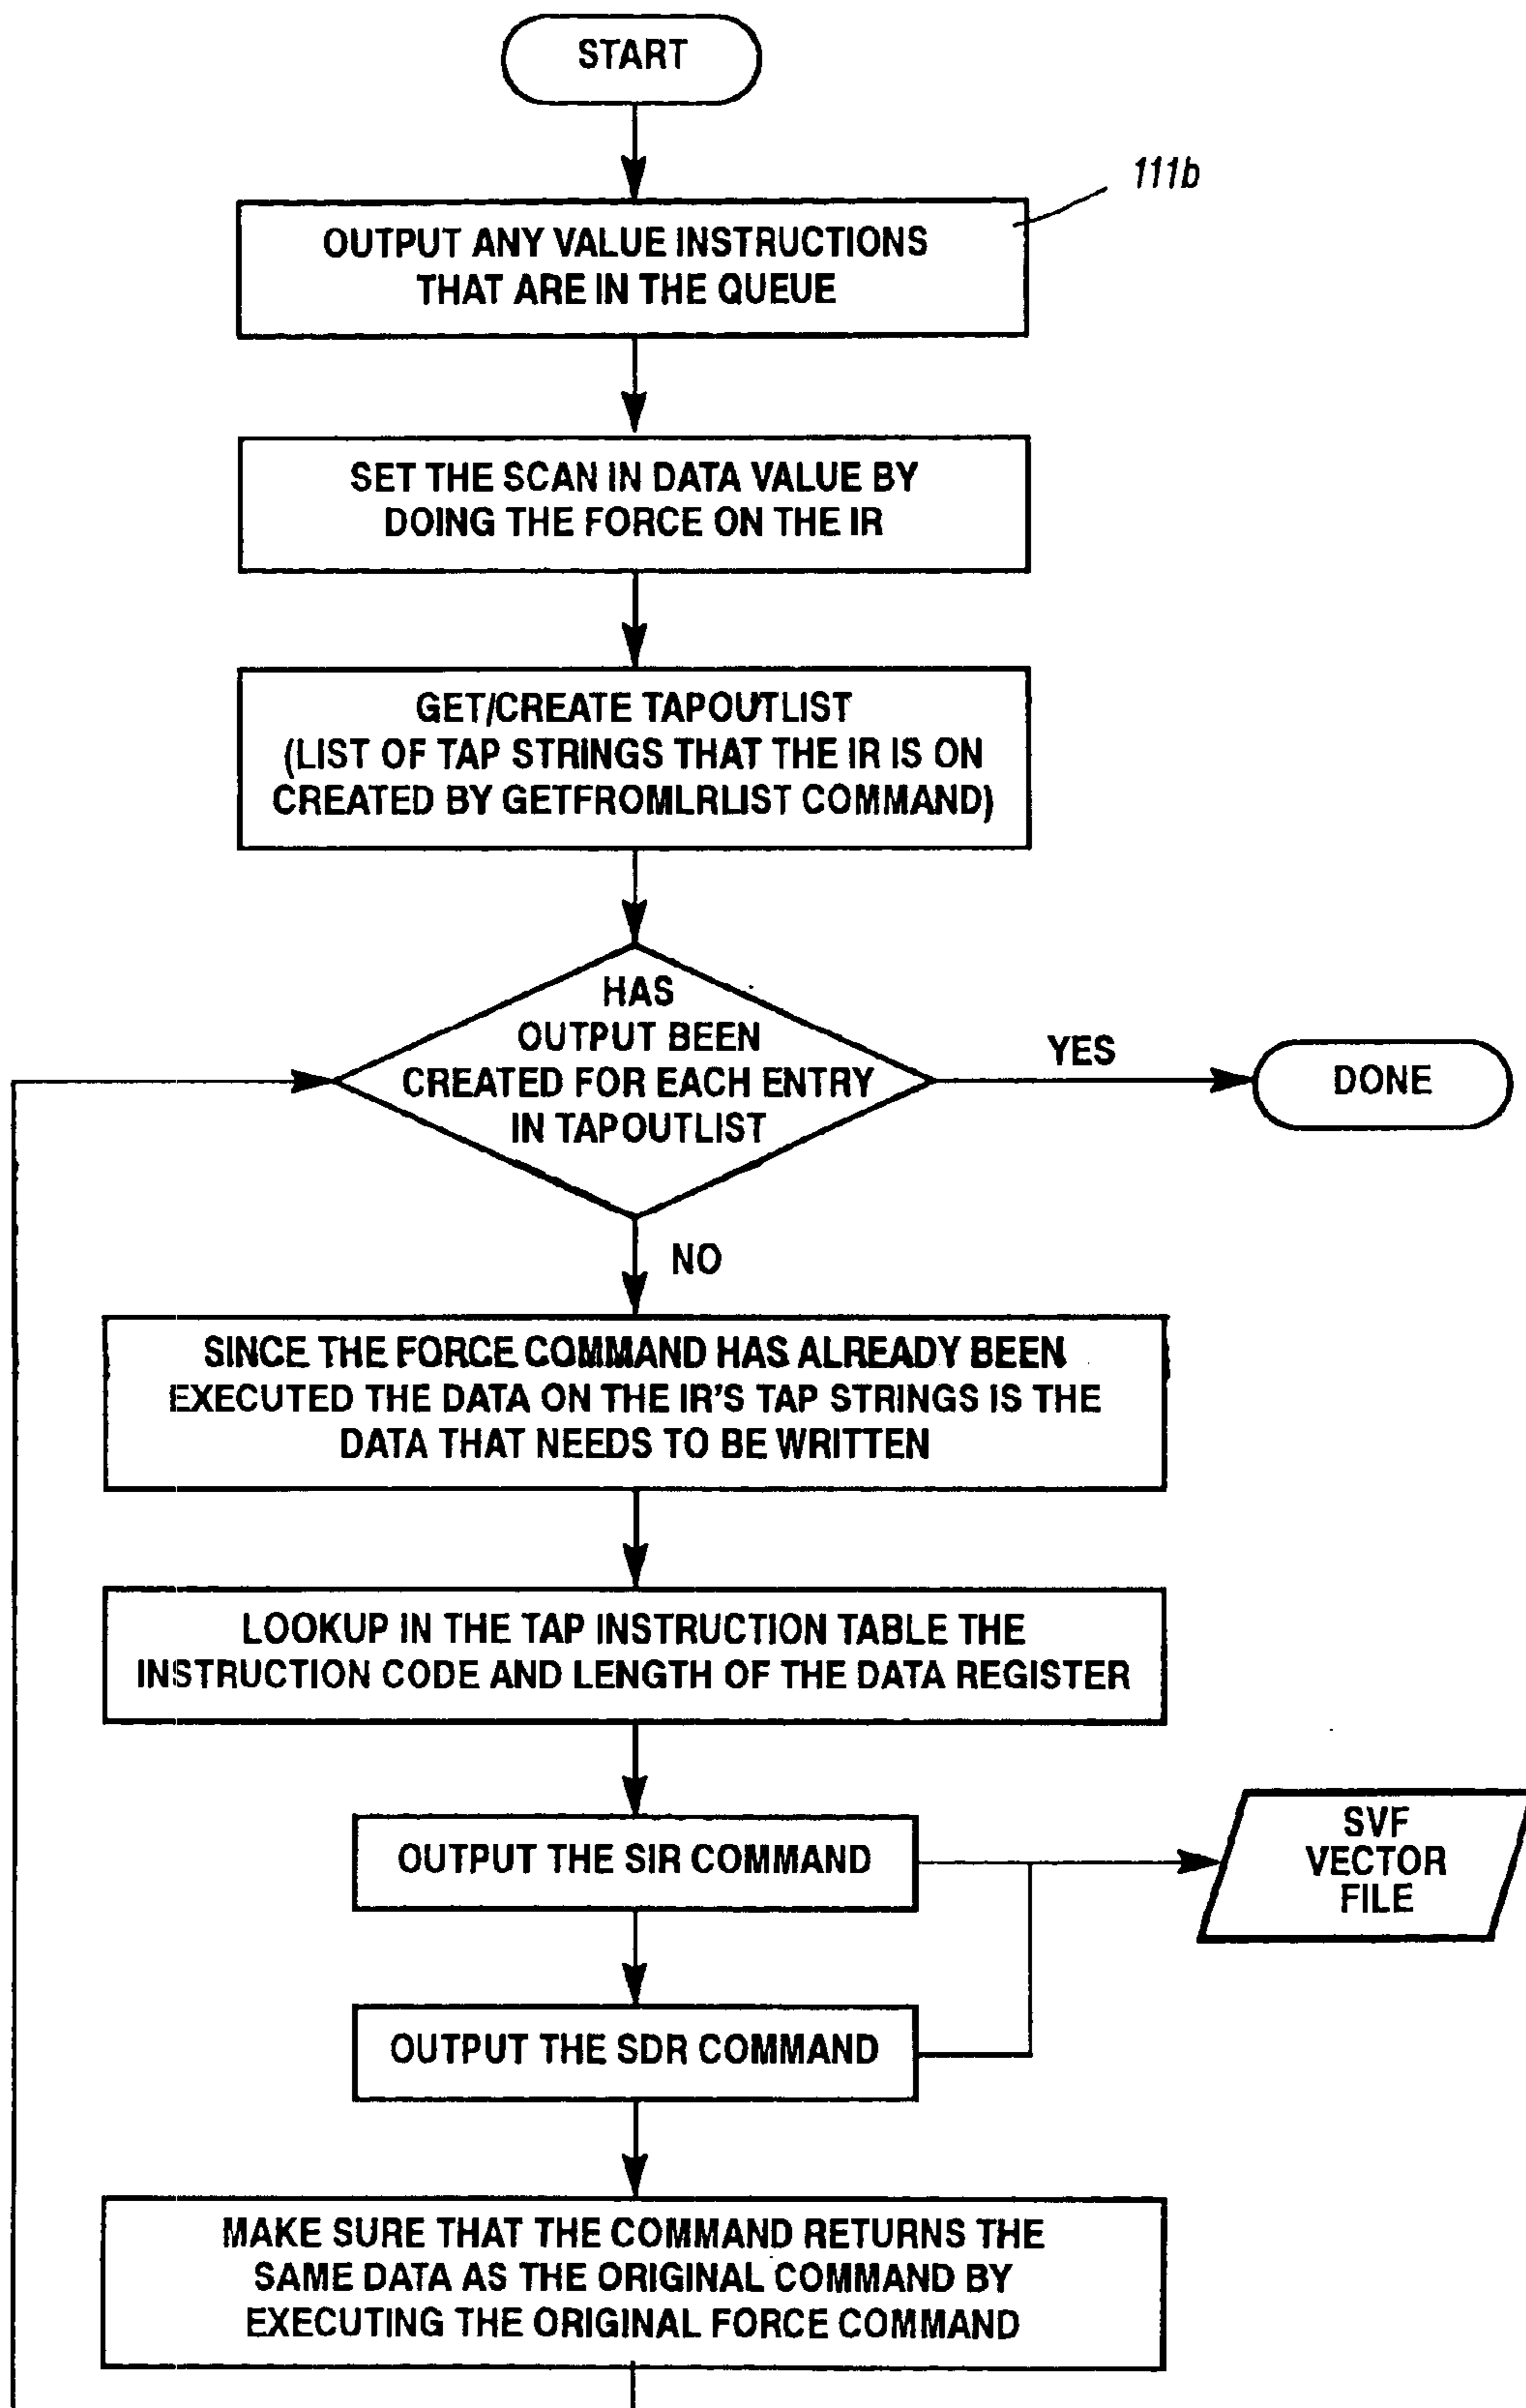 START
111b
OUTPUT ANY VALUE INSTRUCTIONS
THAT ARE IN THE QUEUE
SET THE SCAN IN DATA VALUE BY
DOING THE FORCE ON THE IR
GET/CREATE TAPOUTLIST
(LIST OF TAP STRINGS THAT THE IR IS ON
CREATED BY GETFROMLRLIST COMMAND)
HAS
OUTPUT BEEN
CREATED FOR EACH ENTRY
IN TAPOUTLIST
YES
DONE
NO
SINCE THE FORCE COMMAND HAS ALREADY BEEN
EXECUTED THE DATA ON THE IR'S TAP STRINGS IS THE
DATA THAT NEEDS TO BE WRITTEN
LOOKUP IN THE TAP INSTRUCTION TABLE THE
INSTRUCTION CODE AND LENGTH OF THE DATA REGISTER
OUTPUT THE SIR COMMAND
SVF
VECTOR
FILE
OUTPUT THE SDR COMMAND
MAKE SURE THAT THE COMMAND RETURNS THE
SAME DATA AS THE ORIGINAL COMMAND BY
EXECUTING THE ORIGINAL FORCE COMMAND